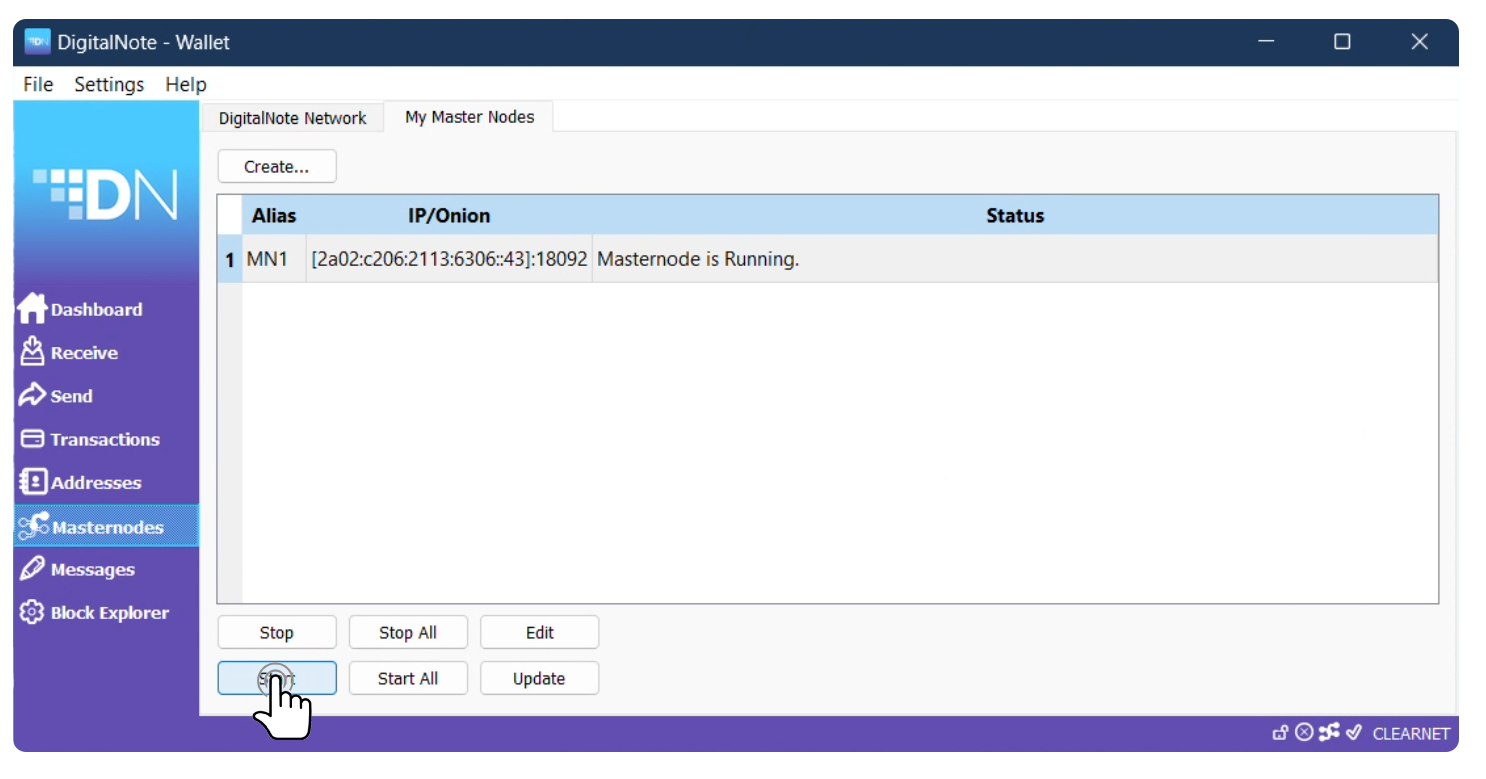 DigitalNote - Wallet
File Settings Help
DigitalNote Network My Master Nodes
DN
Create...
Alias IP/Onion Status
1 MN1 [2a02:c206:2113:6306::43]:18092 Masternode is Running.
Dashboard
Receive
Send
Transactions
Addresses
Masternodes
Messages
Block Explorer
Stop Stop All Edit
Start Start All Update
CLEARNET